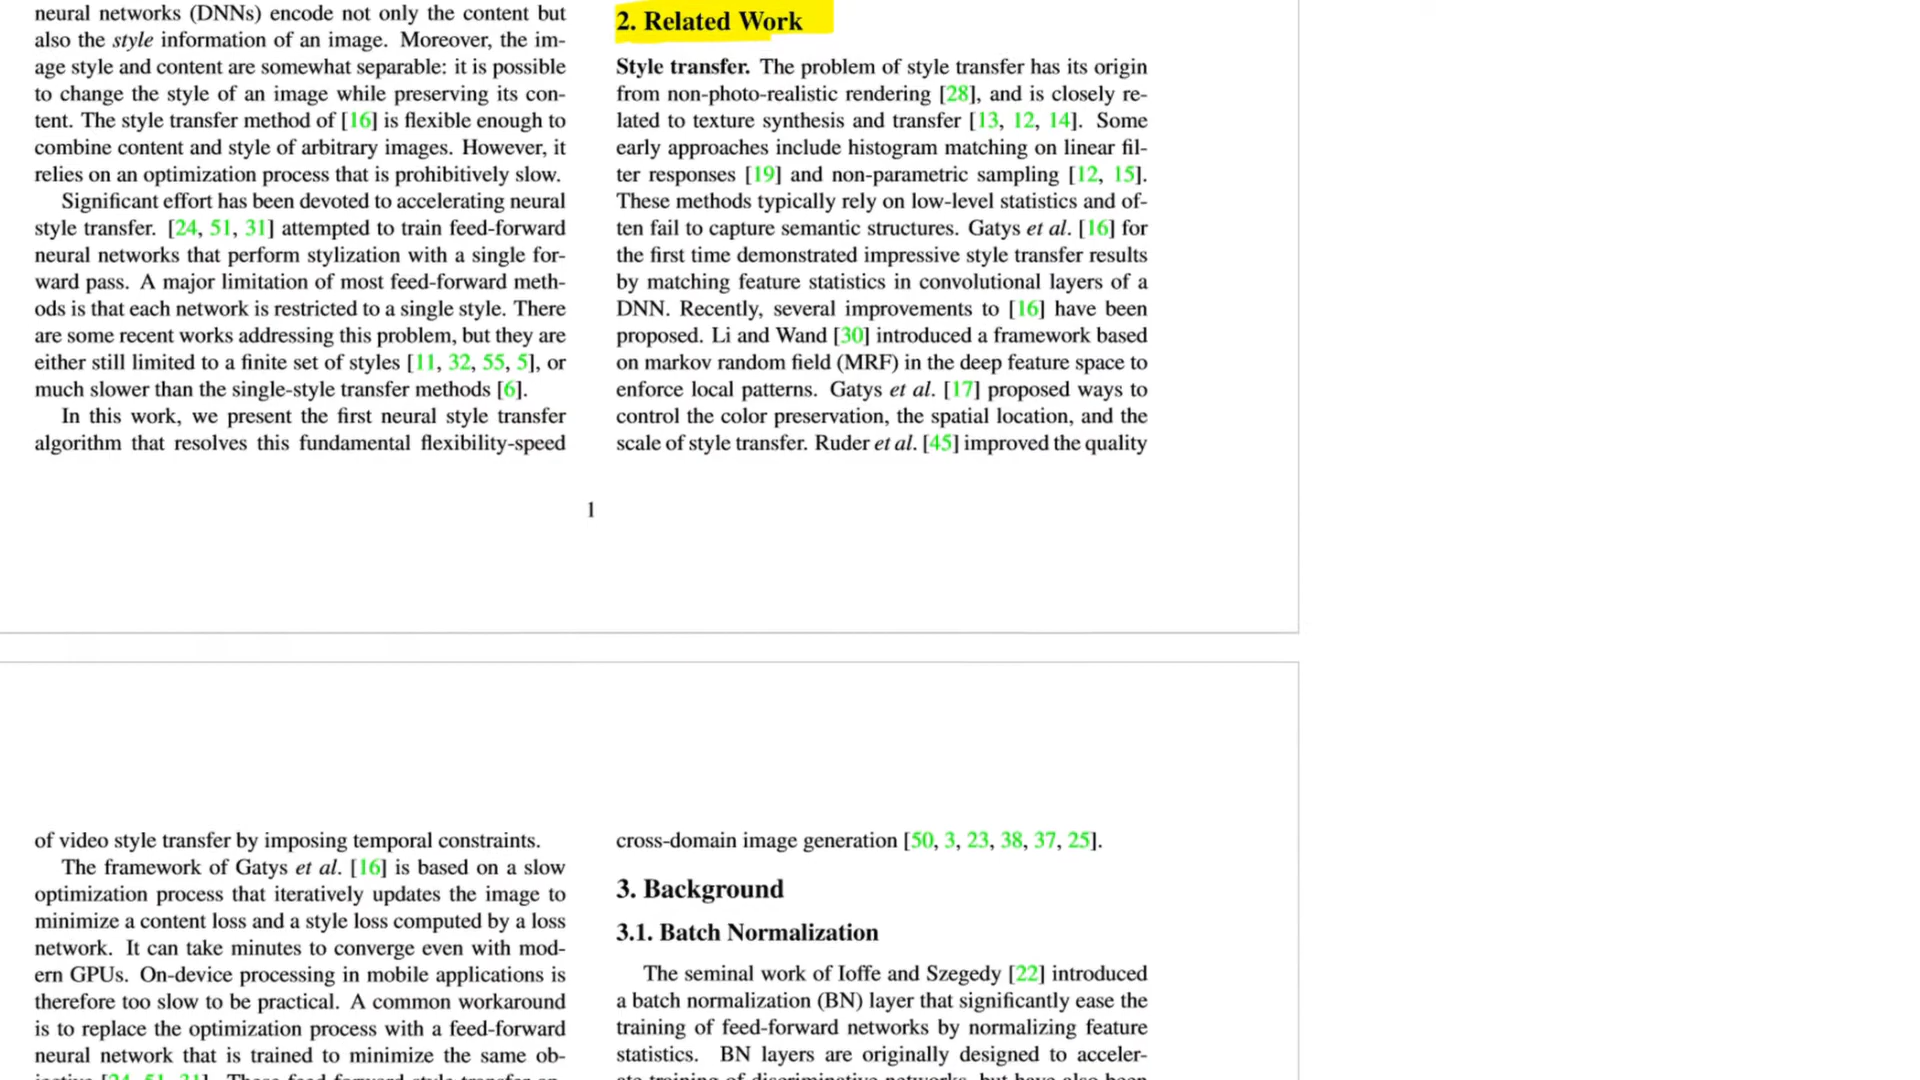 neural networks (DNNs) encode not only the content but
also the style information of an image. Moreover, the im-
age style and content are somewhat separable: it is possible
to change the style of an image while preserving its con-
tent. The style transfer method of [16] is flexible enough to
combine content and style of arbitrary images. However, it
relies on an optimization process that is prohibitively slow.
Significant effort has been devoted to accelerating neural
style transfer. [24, 51, 31] attempted to train feed-forward
neural networks that perform stylization with a single for-
ward pass. A major limitation of most feed-forward meth-
ods is that each network is restricted to a single style. There
are some recent works addressing this problem, but they are
either still limited to a finite set of styles [11, 32, 55, 5], or
much slower than the single-style transfer methods [6].
In this work, we present the first neural style transfer
algorithm that resolves this fundamental flexibility-speed
2. Related Work
Style transfer. The problem of style transfer has its origin
from non-photo-realistic rendering [28], and is closely re-
lated to texture synthesis and transfer [13, 12, 14]. Some
early approaches include histogram matching on linear fil-
ter responses [19] and non-parametric sampling [12, 15].
These methods typically rely on low-level statistics and of-
ten fail to capture semantic structures. Gatys et al. [16] for
the first time demonstrated impressive style transfer results
by matching feature statistics in convolutional layers of a
DNN. Recently, several improvements to [16] have been
proposed. Li and Wand [30] introduced a framework based
on markov random field (MRF) in the deep feature space to
enforce local patterns. Gatys et al. [17] proposed ways to
control the color preservation, the spatial location, and the
scale of style transfer. Ruder et al. [45] improved the quality
1
of video style transfer by imposing temporal constraints.
The framework of Gatys et al. [16] is based on a slow
optimization process that iteratively updates the image to
minimize a content loss and a style loss computed by a loss
network. It can take minutes to converge even with mod-
ern GPUs. On-device processing in mobile applications is
therefore too slow to be practical. A common workaround
is to replace the optimization process with a feed-forward
neural network that is trained to minimize the same ob-
cross-domain image generation [50, 3, 23, 38, 37, 25].
3. Background
3.1. Batch Normalization
The seminal work of Ioffe and Szegedy [22] introduced
a batch normalization (BN) layer that significantly ease the
training of feed-forward networks by normalizing feature
statistics. BN layers are originally designed to acceler-